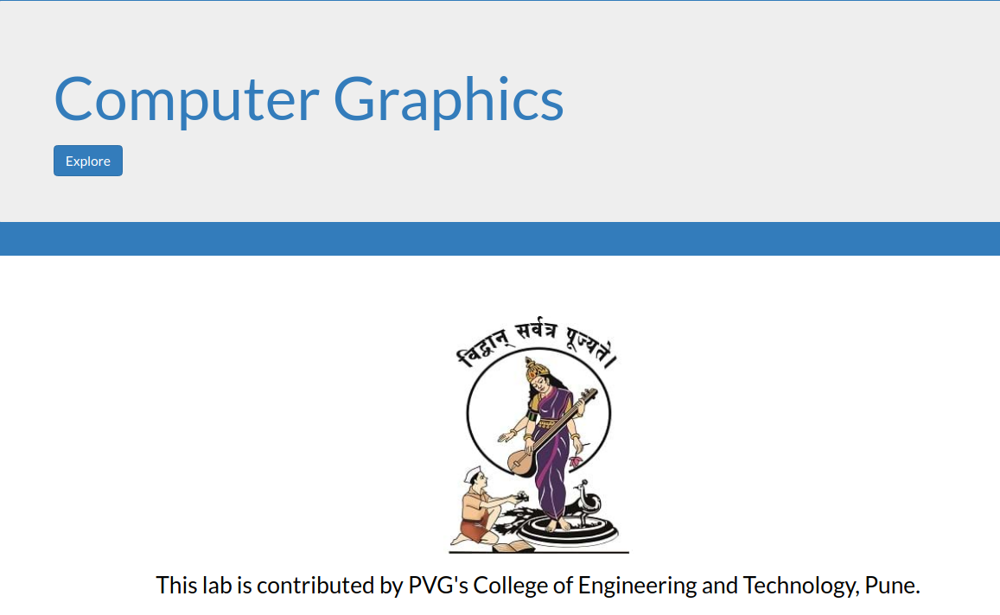 Computer Graphics
Explore
विद्वान् सर्वत्र पूज्यते।
This lab is contributed by PVG's College of Engineering and Technology, Pune.